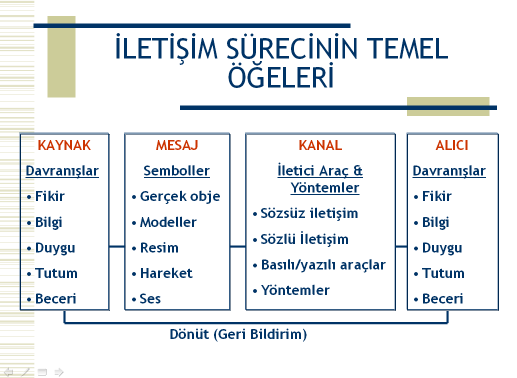 İLETİŞİM SÜRECİNİN TEMEL
ÖĞELERİ
KAYNAK
Davranışlar
• Fikir
• Bilgi
• Duygu
• Tutum
• Beceri
MESAJ
Semboller
• Gerçek obje
• Modeller
• Resim
• Hareket
• Ses
KANAL
İletici Araç &
Yöntemler
• Sözsüz iletişim
• Sözlü İletişim
• Basılı/yazılı araçlar
• Yöntemler
ALICI
Davranışlar
• Fikir
• Bilgi
• Duygu
• Tutum
• Beceri
Dönüt (Geri Bildirim)